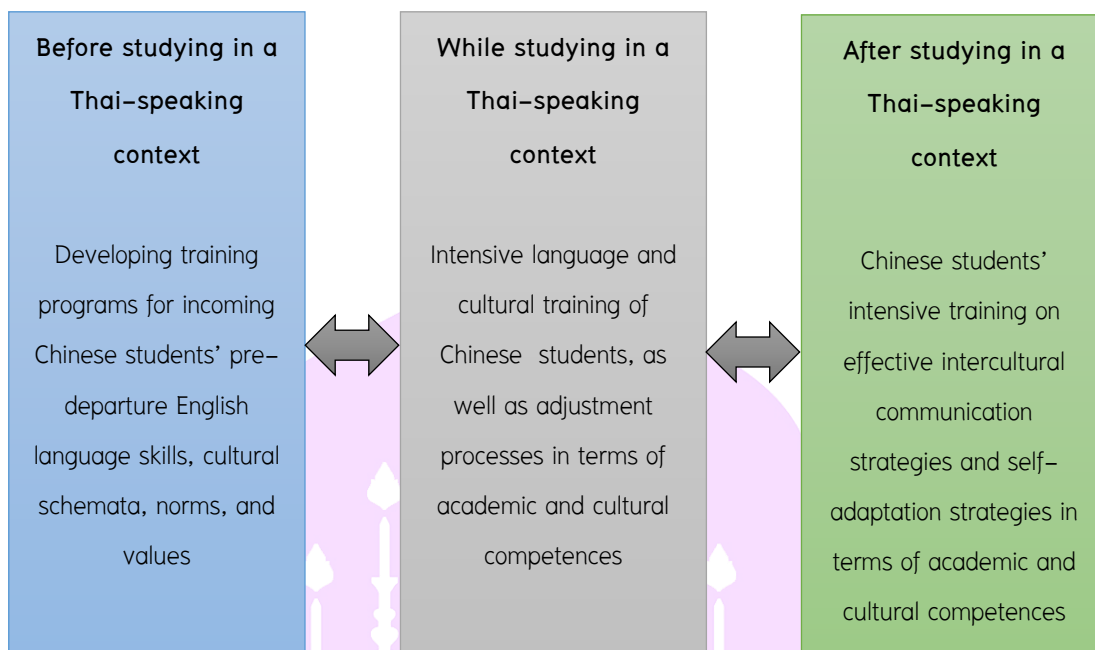 Before studying in a
Thai-speaking
context
Developing training
programs for incoming
Chinese students' pre-
departure English
language skills, cultural
schemata, norms, and
values
While studying in a
Thai-speaking
context
Intensive language and
cultural training of
Chinese students, as
well as adjustment
processes in terms of
academic and cultural
competences
After studying in a
Thai-speaking
context
Chinese students'
intensive training on
effective intercultural
communication
strategies and self-
adaptation strategies in
terms of academic and
cultural competences